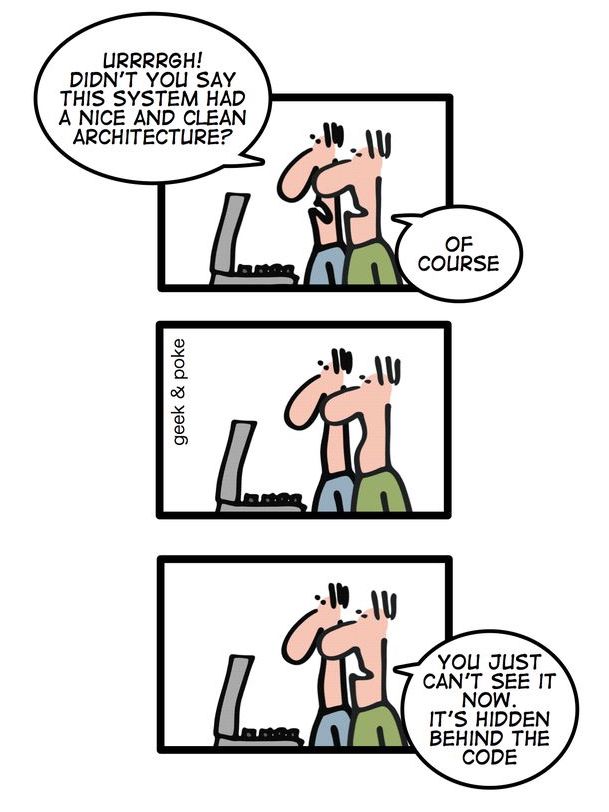 URRRRGH!
DIDN'T YOU SAY
THIS SYSTEM HAD
A NICE AND CLEAN
ARCHITECTURE?
OF
COURSE
geek & poke
YOU JUST
CAN'T SEE IT
NOW.
IT'S HIDDEN
BEHIND THE
CODE